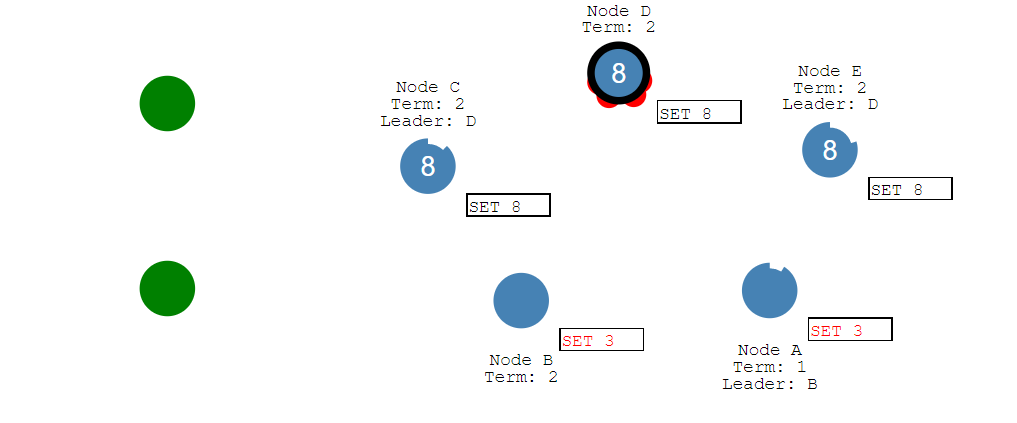 Node D
Term: 2
8
SET 8
Node C
Term: 2
Leader: D
8
SET 8
Node E
Term: 2
Leader: D
8
SET 8
SET 3
Node B
Term: 2
SET 3
Node A
Term: 1
Leader: B